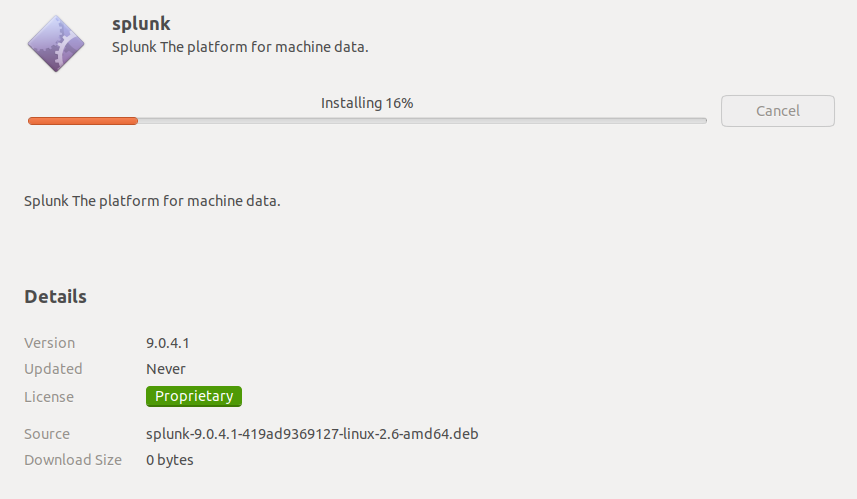 splunk
Splunk The platform for machine data.
Installing 16%
Cancel
Splunk The platform for machine data.
Details
Version 9.0.4.1
Updated Never
License Proprietary
Source splunk-9.0.4.1-419ad9369127-linux-2.6-amd64.deb
Download Size 0 bytes